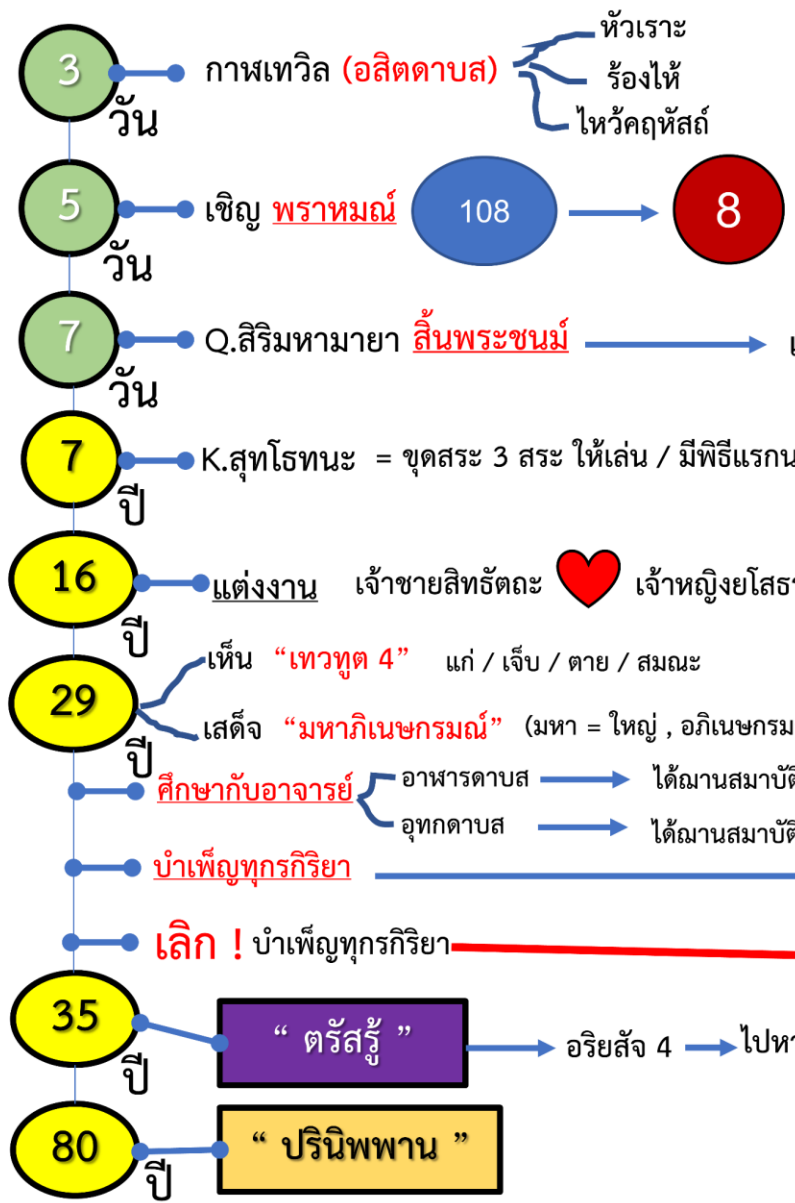 3
วัน
กาฬเทวิล (อสิตดาบส)
หัวเราะ
ร้องไห้
ไหว้คฤหัสถ์
5
วัน
เชิญ พราหมณ์ 108 8
7
วัน
Q.สิริมหามายา สิ้นพระชนม์
7
ปี
K.สุทโธทนะ = ขุดสระ 3 สระ ให้เล่น / มีพิธีแรกน
16
ปี
แต่งงาน เจ้าชายสิทธัตถะ เจ้าหญิงยโสธ
29
ปี
เห็น “เทวทูต 4” แก่ / เจ็บ / ตาย / สมณะ
เสด็จ “มหาภิเนษกรมณ์” (มหา = ใหญ่ , อภิเนษกรม
ศึกษากับอาจารย์
อาฬารดาบส ได้ฌานสมาบัติ
อุทกดาบส ได้ฌานสมาบัติ
บำเพ็ญทุกรกิริยา
เลิก ! บำเพ็ญทุกรกิริยา
35
ปี
“ ตรัสรู้ ” อริยสัจ 4 ไปหา
80
ปี
“ ปรินิพพาน ”